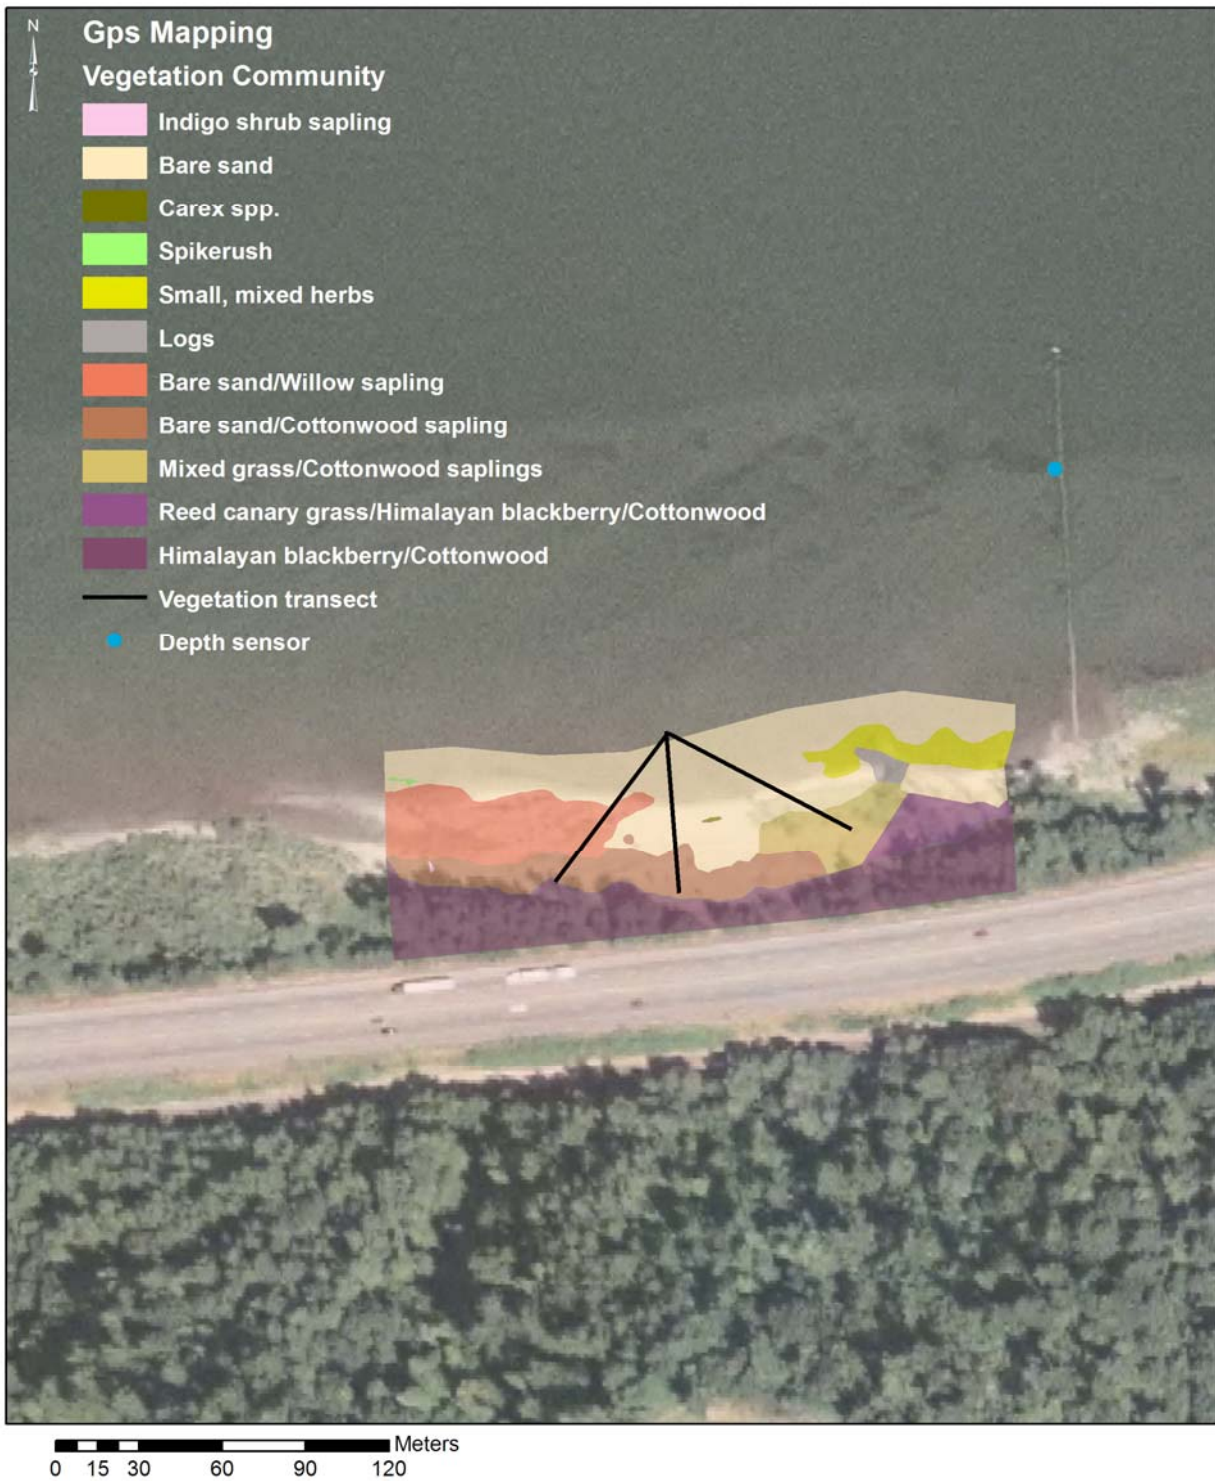 N
Gps Mapping
Vegetation Community
Indigo shrub sapling
Bare sand
Carex spp.
Spikerush
Small, mixed herbs
Logs
Bare sand/Willow sapling
Bare sand/Cottonwood sapling
Mixed grass/Cottonwood saplings
Reed canary grass/Himalayan blackberry/Cottonwood
Himalayan blackberry/Cottonwood
Vegetation transect
Depth sensor
Meters
0 15 30 60 90 120